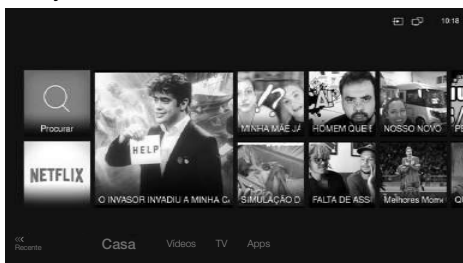 10:18
Procurar
HELP
O INVASOR INVADIU A MINHA C
MINHA MÃE JÁ
HOMEM QUE E
NOSSO NOVO
NETFLIX
SIMULAÇÃO D
FALTA DE ASS
Melhores Mome
Recente
Casa
Vídeos
TV
Apps